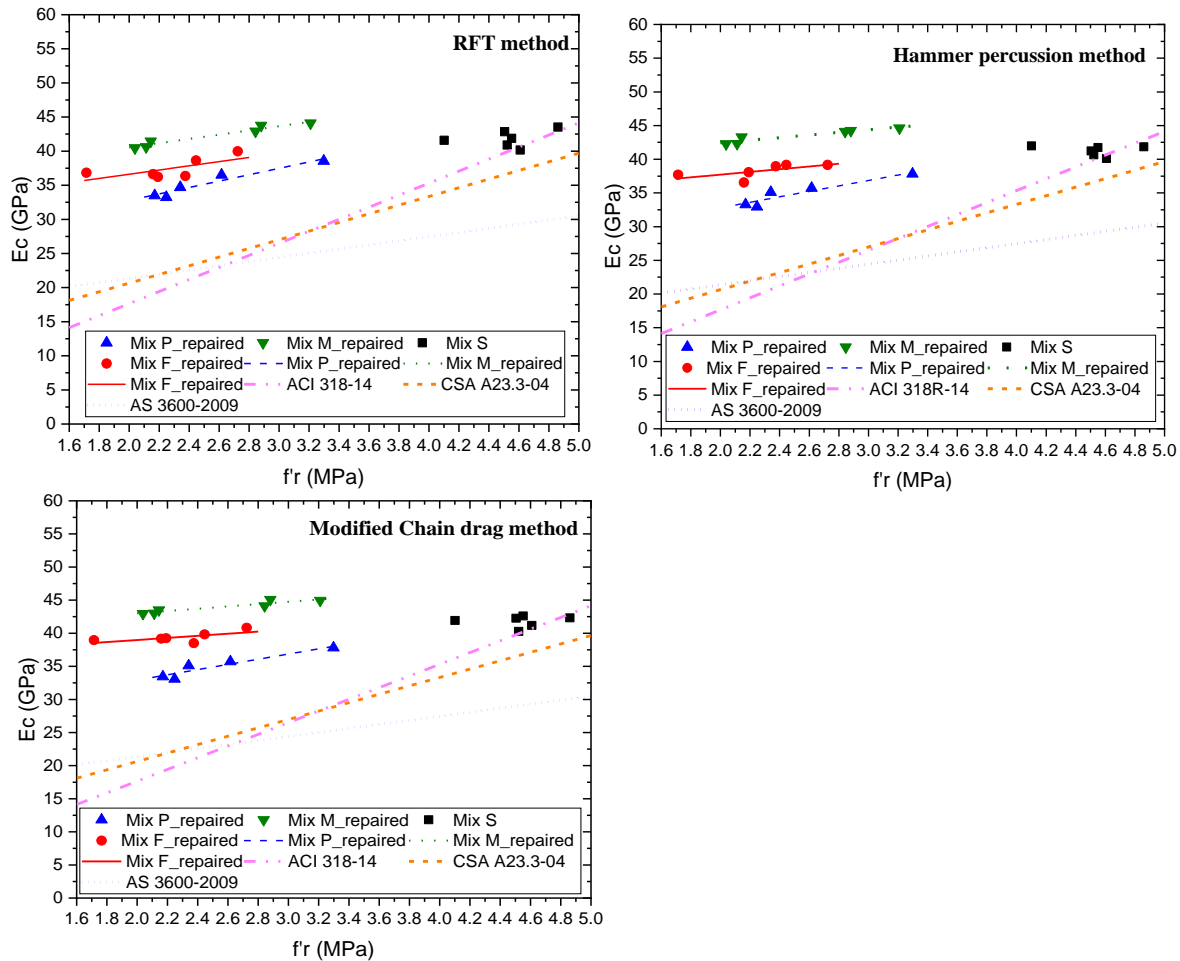 RFT method
60
55
50
45
40
35
30
25
20
15
10
5
0
Ec (GPa)
Mix P_repaired Mix M_repaired Mix S
Mix F_repaired Mix P_repaired Mix M_repaired
Mix F_repaired ACI 318-14 CSA A23.3-04
AS 3600-2009
1.6 1.8 2.0 2.2 2.4 2.6 2.8 3.0 3.2 3.4 3.6 3.8 4.0 4.2 4.4 4.6 4.8 5.0
f'r (MPa)
Hammer percussion method
60
55
50
45
40
35
30
25
20
15
10
5
0
Ec (GPa)
Mix P_repaired Mix M_repaired Mix S
Mix F_repaired Mix P_repaired Mix M_repaired
Mix F_repaired ACI 318R-14 CSA A23.3-04
AS 3600-2009
1.6 1.8 2.0 2.2 2.4 2.6 2.8 3.0 3.2 3.4 3.6 3.8 4.0 4.2 4.4 4.6 4.8 5.0
f'r (MPa)
Modified Chain drag method
60
55
50
45
40
35
30
25
20
15
10
5
0
Ec (GPa)
Mix P_repaired Mix M_repaired Mix S
Mix F_repaired Mix P_repaired Mix M_repaired
Mix F_repaired ACI 318-14 CSA A23.3-04
AS 3600-2009
1.6 1.8 2.0 2.2 2.4 2.6 2.8 3.0 3.2 3.4 3.6 3.8 4.0 4.2 4.4 4.6 4.8 5.0
f'r (MPa)